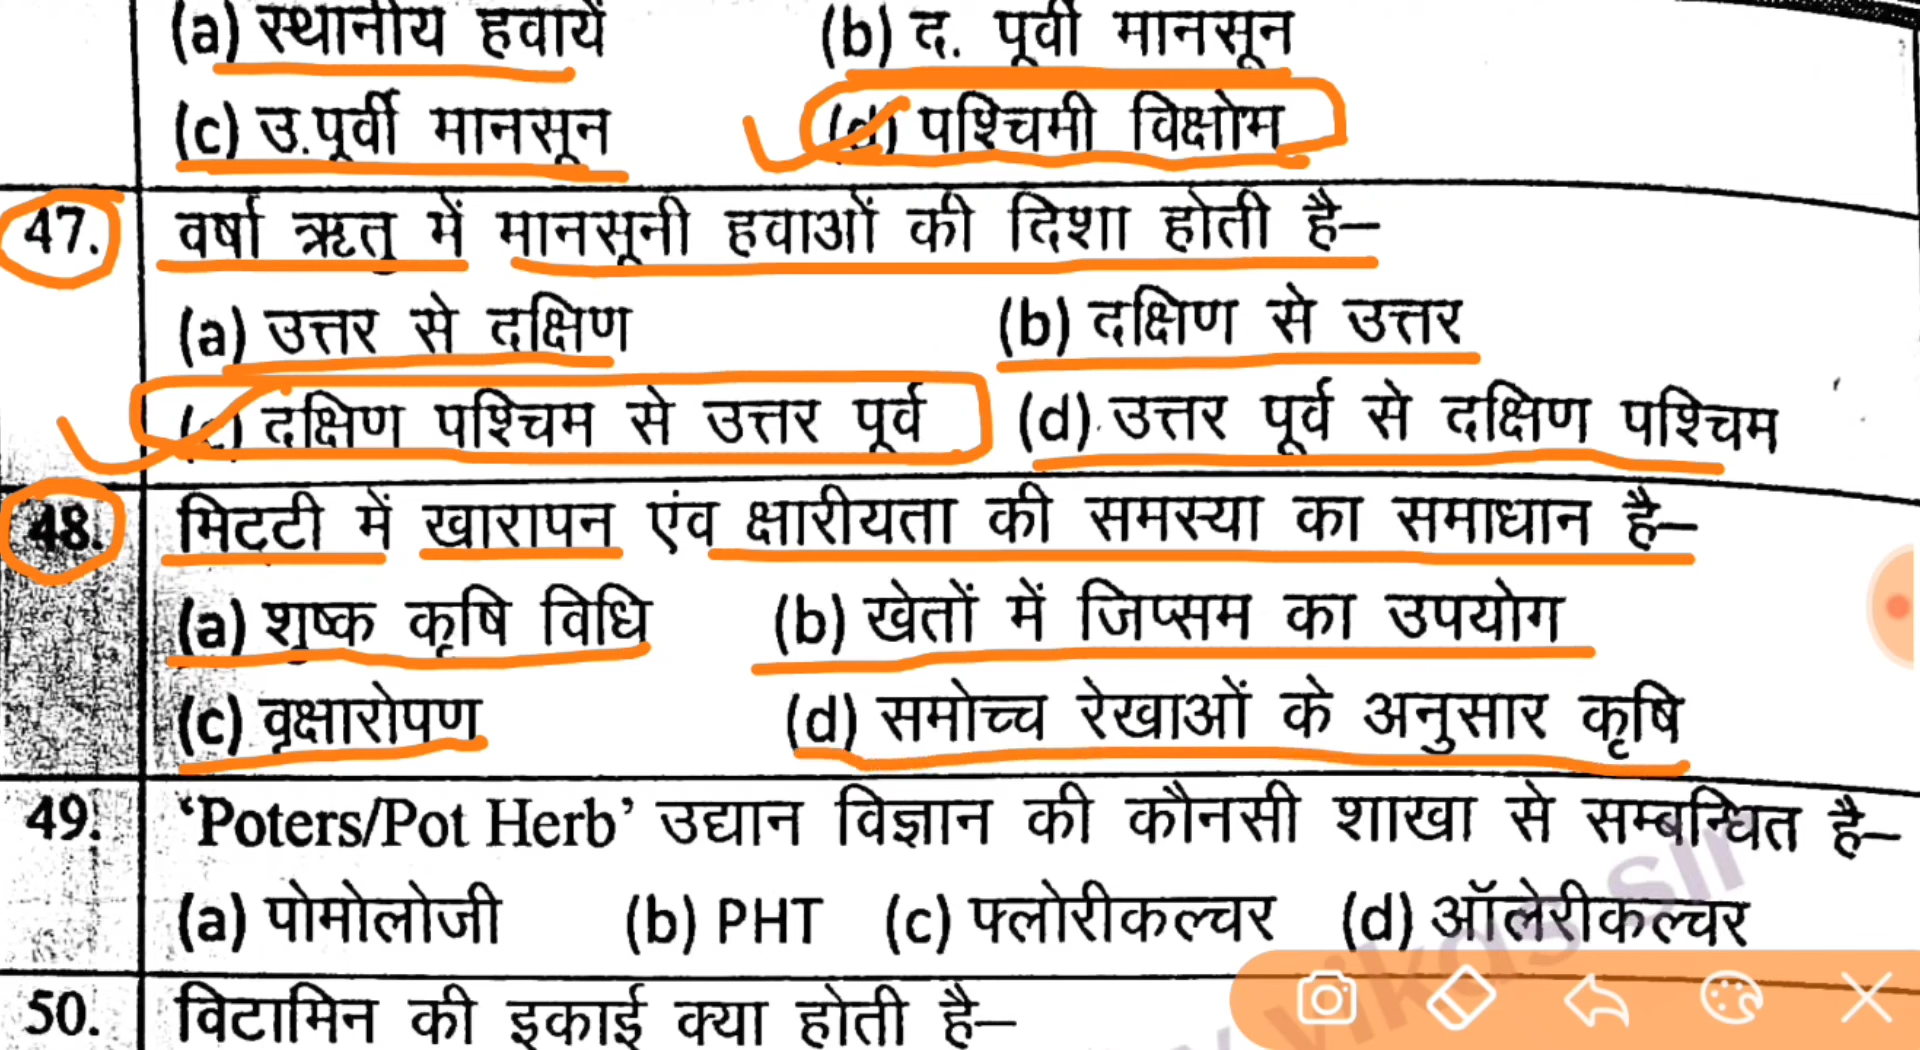 (a) स्थानीय हवायें (b) द. पूर्वी मानसून
(c) उ.पूर्वी मानसून (d) पश्चिमी विक्षोम
47. वर्षा ऋतु में मानसूनी हवाओं की दिशा होती है–
(a) उत्तर से दक्षिण (b) दक्षिण से उत्तर
(c) दक्षिण पश्चिम से उत्तर पूर्व (d) उत्तर पूर्व से दक्षिण पश्चिम
48. मिटटी में खारापन एंव क्षारीयता की समस्या का समाधान है–
(a) शुष्क कृषि विधि (b) खेतों में जिप्सम का उपयोग
(c) वृक्षारोपण (d) समोच्च रेखाओं के अनुसार कृषि
49. ‘Poters/Pot Herb’ उद्यान विज्ञान की कौनसी शाखा से सम्बन्धित है–
(a) पोमोलोजी (b) PHT (c) फ्लोरीकल्चर (d) ऑलेरीकल्चर
50. विटामिन की इकाई क्या होती है–
vikas sir